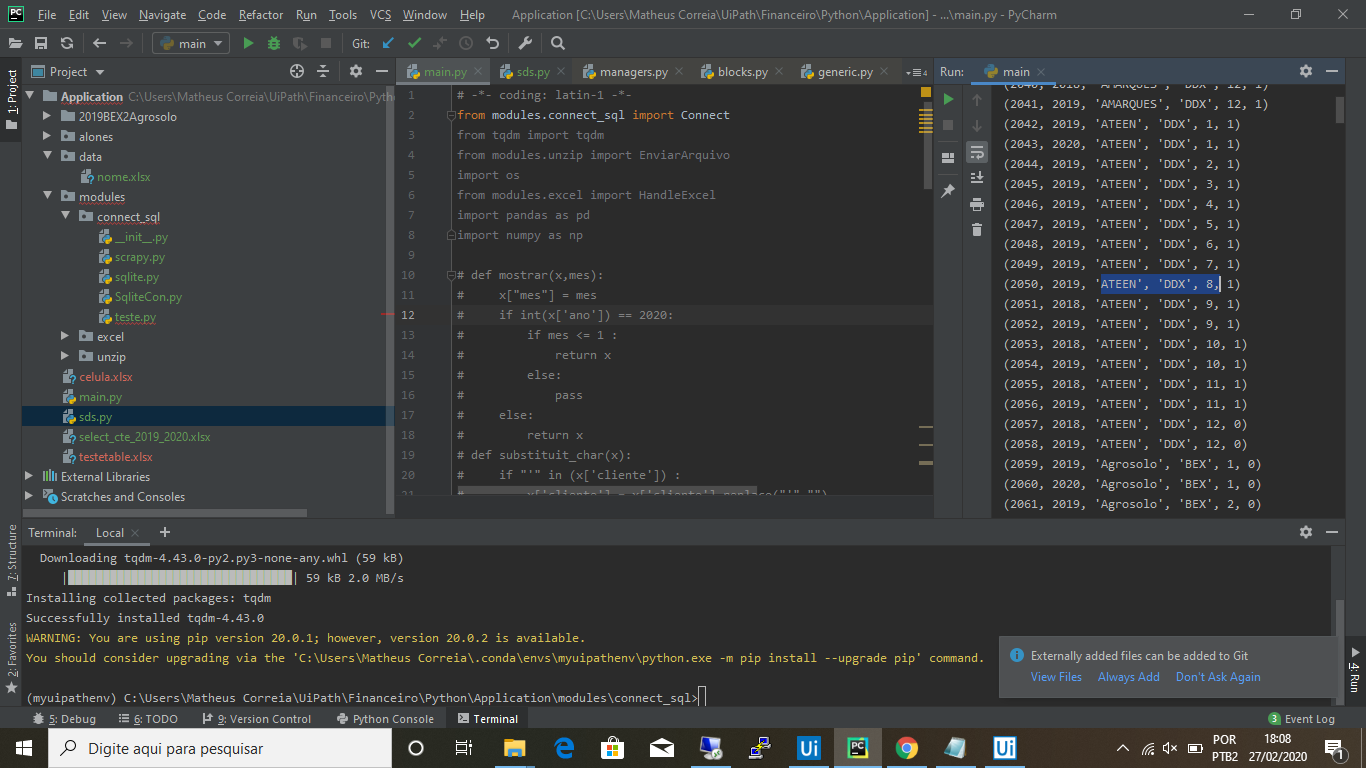 File Edit View Navigate Code Refactor Run Tools VCS Window Help Application [C:\Users\Matheus Correia\UiPath\Financeiro\Python\Application] - ...\main.py - PyCharm
main Git:
1: Project
Project
Application C:\Users\Matheus Correia\UiPath\Financeiro\Pyth
2019BEX2Agrosolo
alones
data
nome.xlsx
modules
connect_sql
__init__.py
scrapy.py
sqlite.py
SqliteCon.py
teste.py
excel
unzip
celula.xlsx
main.py
sds.py
select_cte_2019_2020.xlsx
testetable.xlsx
External Libraries
Scratches and Consoles
main.py sds.py managers.py blocks.py generic.py 4
1 # -*- coding: latin-1 -*-
2 from modules.connect_sql import Connect
3 from tqdm import tqdm
4 from modules.unzip import EnviarArquivo
5 import os
6 from modules.excel import HandleExcel
7 import pandas as pd
8 import numpy as np
9
10 # def mostrar(x,mes):
11 #     x["mes"] = mes
12 #     if int(x['ano']) == 2020:
13 #         if mes <= 1 :
14 #             return x
15 #         else:
16 #             pass
17 #     else:
18 #         return x
19 # def substituit_char(x):
20 #     if "'" in (x['cliente']) :
21 #         x['cliente'] = x['cliente'].replace("'","")
Run: main
(2040, 2018, 'AMARQUES', 'DDX', 12, 1)
(2041, 2019, 'AMARQUES', 'DDX', 12, 1)
(2042, 2019, 'ATEEN', 'DDX', 1, 1)
(2043, 2020, 'ATEEN', 'DDX', 1, 1)
(2044, 2019, 'ATEEN', 'DDX', 2, 1)
(2045, 2019, 'ATEEN', 'DDX', 3, 1)
(2046, 2019, 'ATEEN', 'DDX', 4, 1)
(2047, 2019, 'ATEEN', 'DDX', 5, 1)
(2048, 2019, 'ATEEN', 'DDX', 6, 1)
(2049, 2019, 'ATEEN', 'DDX', 7, 1)
(2050, 2019, 'ATEEN', 'DDX', 8, 1)
(2051, 2018, 'ATEEN', 'DDX', 9, 1)
(2052, 2019, 'ATEEN', 'DDX', 9, 1)
(2053, 2018, 'ATEEN', 'DDX', 10, 1)
(2054, 2019, 'ATEEN', 'DDX', 10, 1)
(2055, 2018, 'ATEEN', 'DDX', 11, 1)
(2056, 2019, 'ATEEN', 'DDX', 11, 1)
(2057, 2018, 'ATEEN', 'DDX', 12, 0)
(2058, 2019, 'ATEEN', 'DDX', 12, 0)
(2059, 2019, 'Agrosolo', 'BEX', 1, 0)
(2060, 2020, 'Agrosolo', 'BEX', 1, 0)
(2061, 2019, 'Agrosolo', 'BEX', 2, 0)
7: Structure
2: Favorites
Terminal: Local +
Downloading tqdm-4.43.0-py2.py3-none-any.whl (59 kB)
| | 59 kB 2.0 MB/s
Installing collected packages: tqdm
Successfully installed tqdm-4.43.0
WARNING: You are using pip version 20.0.1; however, version 20.0.2 is available.
You should consider upgrading via the 'C:\Users\Matheus Correia\.conda\envs\myuipathenv\python.exe -m pip install --upgrade pip' command.
(myuipathenv) C:\Users\Matheus Correia\UiPath\Financeiro\Python\Application\modules\connect_sql>
Externally added files can be added to Git
View Files Always Add Don't Ask Again
4: Run
5: Debug 6: TODO 9: Version Control Python Console Terminal 3 Event Log
Digite aqui para pesquisar
Ui PC Ui
POR
PTB2
18:08
27/02/2020
1